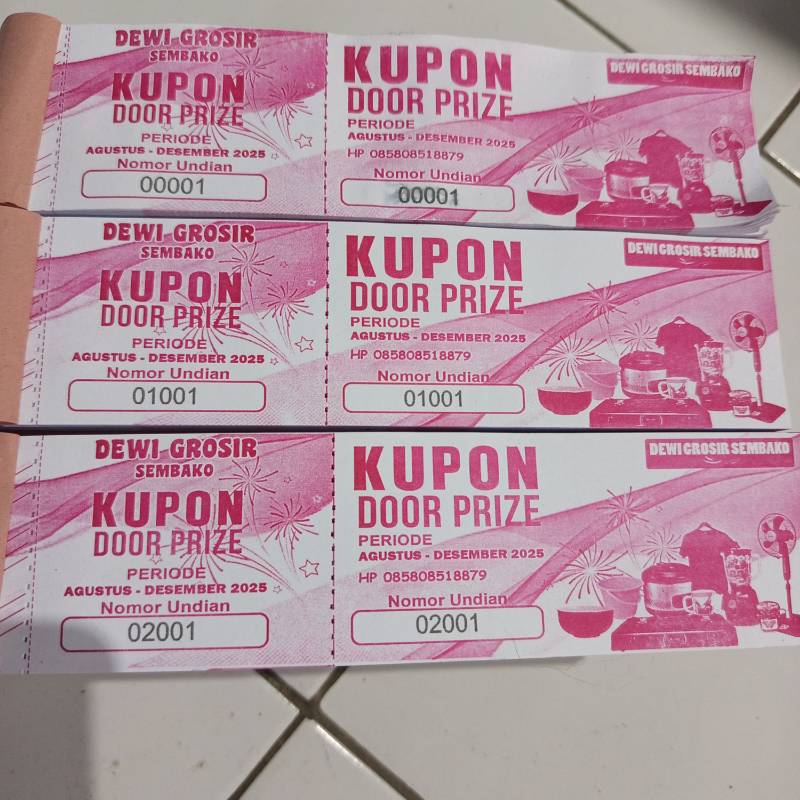 DEWI GROSIR
SEMBAKO
KUPON
DOOR PRIZE
PERIODE
AGUSTUS - DESEMBER 2025
Nomor Undian
00001
KUPON
DOOR PRIZE
PERIODE
AGUSTUS - DESEMBER 2025
HP 085808518879
Nomor Undian
00001
DEWI GROSIR SEMBAKO
DEWI GROSIR
SEMBAKO
KUPON
DOOR PRIZE
PERIODE
AGUSTUS - DESEMBER 2025
Nomor Undian
01001
KUPON
DOOR PRIZE
PERIODE
AGUSTUS - DESEMBER 2025
HP 085808518879
Nomor Undian
01001
DEWI GROSIR SEMBAKO
DEWI GROSIR
SEMBAKO
KUPON
DOOR PRIZE
PERIODE
AGUSTUS - DESEMBER 2025
Nomor Undian
02001
KUPON
DOOR PRIZE
PERIODE
AGUSTUS - DESEMBER 2025
HP 085808518879
Nomor Undian
02001
DEWI GROSIR SEMBAKO